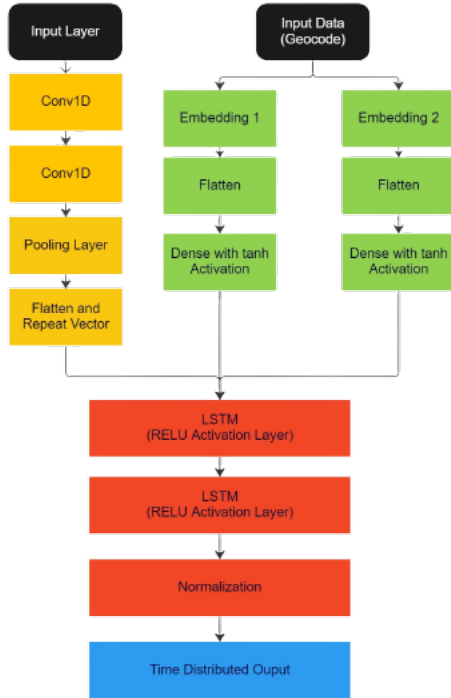 Input Layer
Input Data
(Geocode)
Conv1D
Embedding 1
Embedding 2
Conv1D
Flatten
Flatten
Pooling Layer
Dense with tanh
Activation
Dense with tanh
Activation
Flatten and
Repeat Vector
LSTM
(RELU Activation Layer)
LSTM
(RELU Activation Layer)
Normalization
Time Distributed Ouput